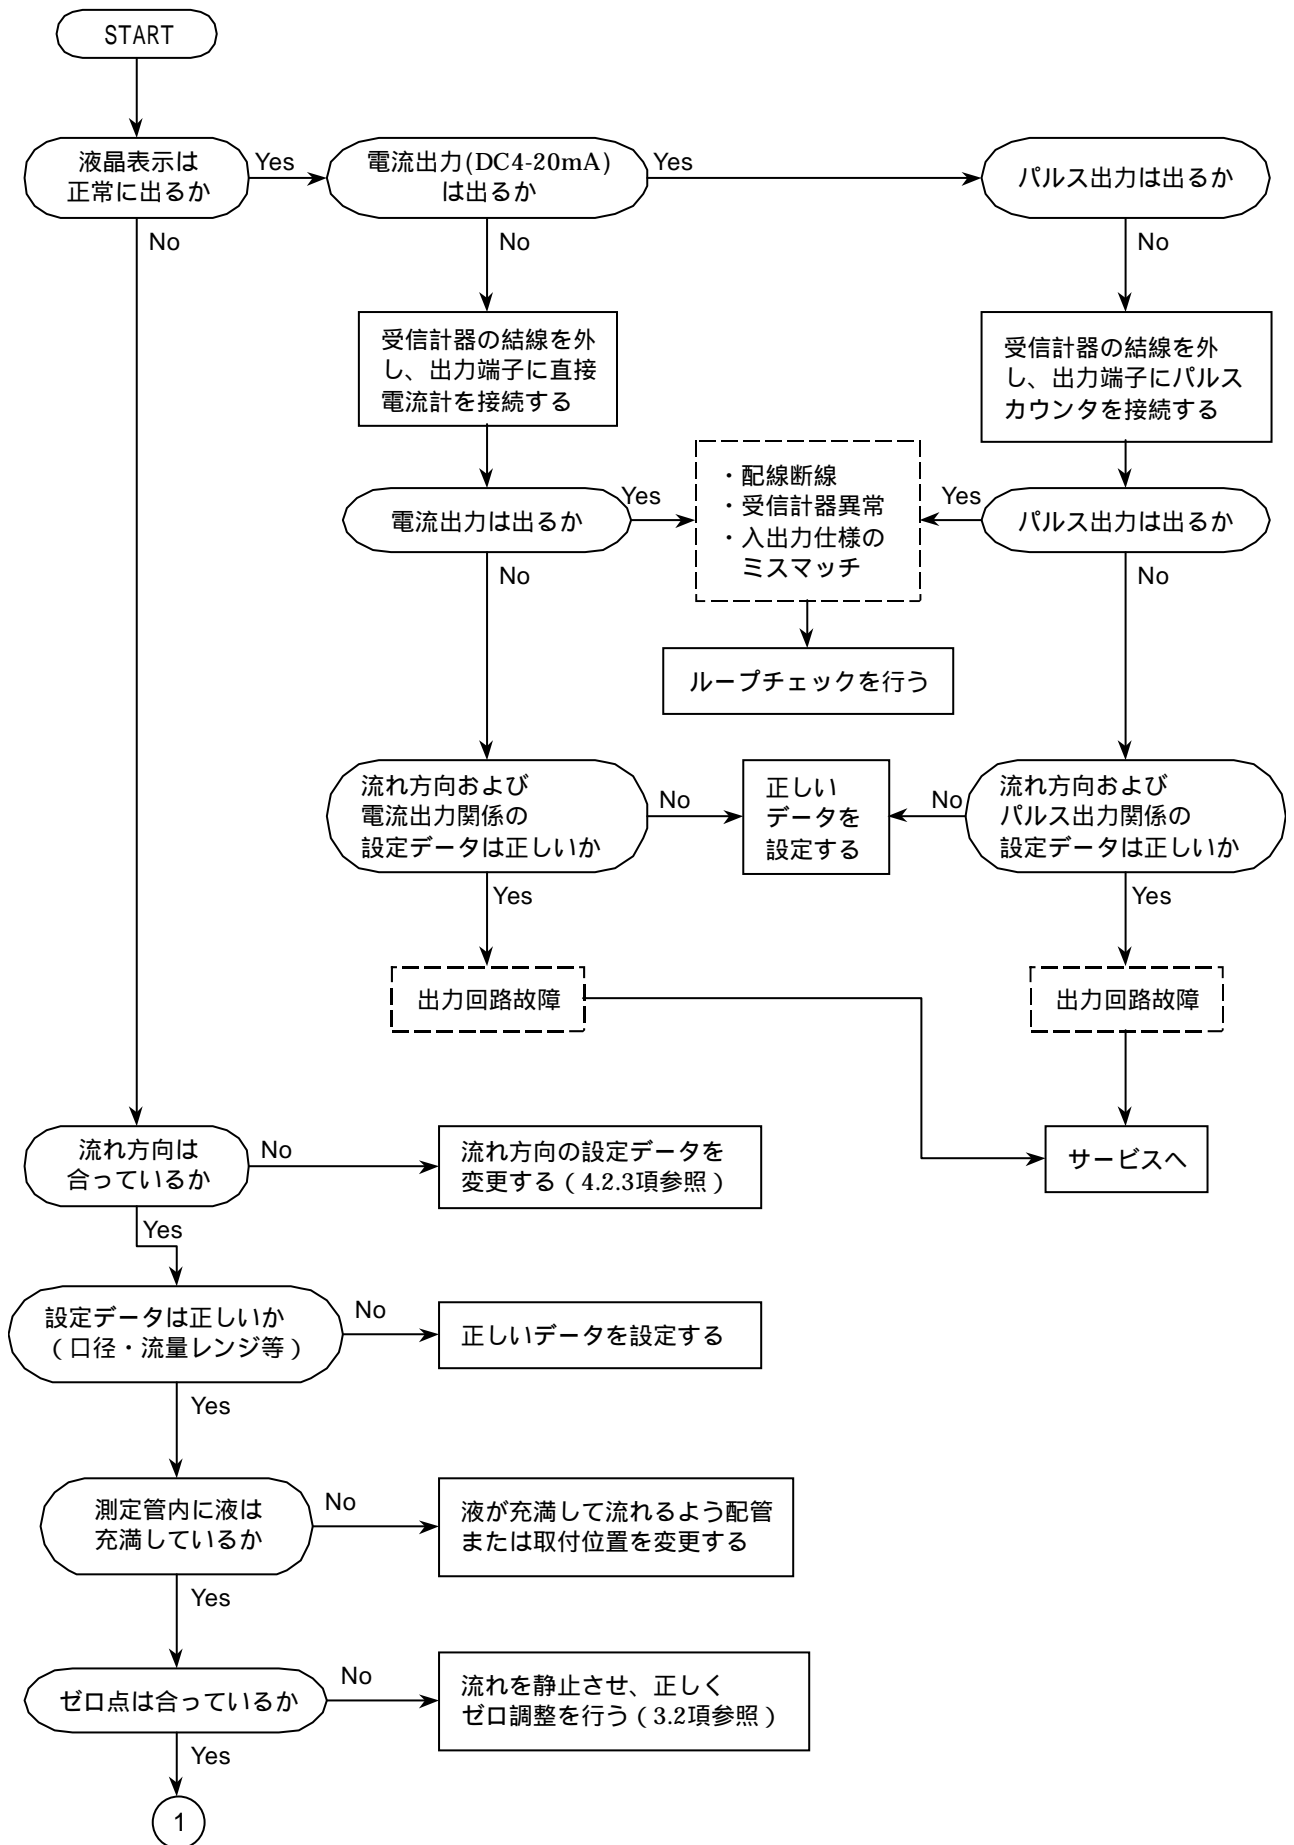 START
液晶表示は
正常に出るか
Yes
電流出力(DC4-20mA)
は出るか
Yes
パルス出力は出るか
No
No
No
受信計器の結線を外
し、出力端子に直接
電流計を接続する
受信計器の結線を外
し、出力端子にパルス
カウンタを接続する
電流出力は出るか
Yes
・配線断線
・受信計器異常
・入出力仕様の
ミスマッチ
Yes
パルス出力は出るか
No
No
ループチェックを行う
流れ方向および
電流出力関係の
設定データは正しいか
No
正しい
データを
設定する
No
流れ方向および
パルス出力関係の
設定データは正しいか
Yes
Yes
出力回路故障
出力回路故障
流れ方向は
合っているか
No
流れ方向の設定データを
変更する（4.2.3項参照）
サービスへ
Yes
設定データは正しいか
（口径・流量レンジ等）
No
正しいデータを設定する
Yes
測定管内に液は
充満しているか
No
液が充満して流れるよう配管
または取付位置を変更する
Yes
ゼロ点は合っているか
No
流れを静止させ、正しく
ゼロ調整を行う（3.2項参照）
Yes
1